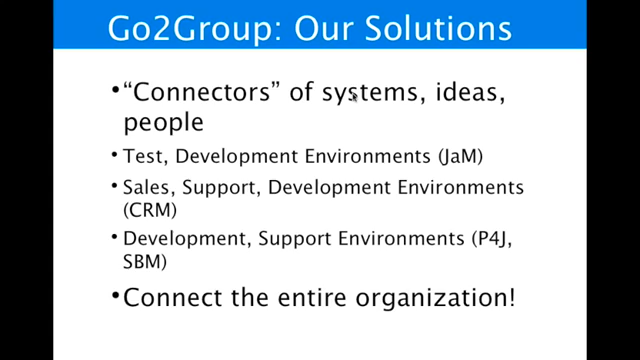 Go2Group: Our Solutions
•“Connectors” of systems, ideas,
people
• Test, Development Environments (JaM)
• Sales, Support, Development Environments
(CRM)
• Development, Support Environments (P4J,
SBM)
•Connect the entire organization!